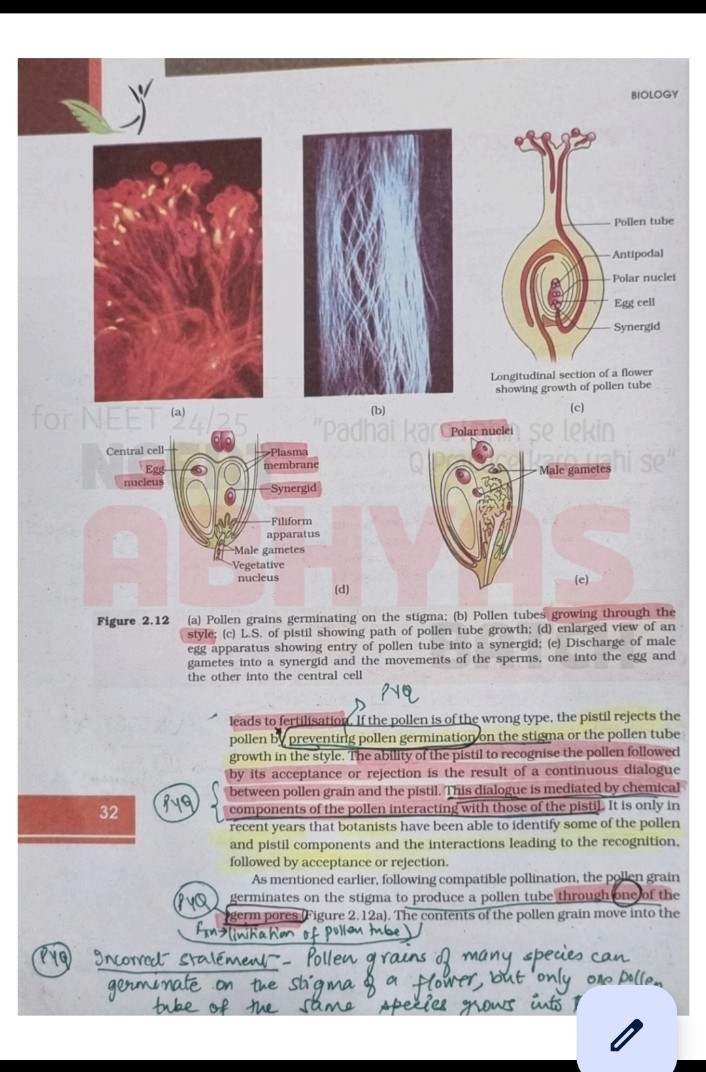 BIOLOGY
Pollen tube
Antipodal
Polar nuclei
Egg cell
Synergid
Longitudinal section of a flower
showing growth of pollen tube
(a)
(b)
(c)
for NEET 24/25
"Padhai karo kahin se lekin
Q Practice karo yahi se"
ABHYAS
Central cell
Egg
nucleus
Plasma
membrane
Synergid
Filiform
apparatus
Male gametes
Vegetative
nucleus
(d)
Polar nuclei
Male gametes
(e)
Figure 2.12 (a) Pollen grains germinating on the stigma; (b) Pollen tubes growing through the
style; (c) L.S. of pistil showing path of pollen tube growth; (d) enlarged view of an
egg apparatus showing entry of pollen tube into a synergid; (e) Discharge of male
gametes into a synergid and the movements of the sperms, one into the egg and
the other into the central cell
PYQ
leads to fertilisation. If the pollen is of the wrong type, the pistil rejects the
pollen by preventing pollen germination on the stigma or the pollen tube
growth in the style. The ability of the pistil to recognise the pollen followed
by its acceptance or rejection is the result of a continuous dialogue
between pollen grain and the pistil. This dialogue is mediated by chemical
PYQ
components of the pollen interacting with those of the pistil. It is only in
32
recent years that botanists have been able to identify some of the pollen
and pistil components and the interactions leading to the recognition,
followed by acceptance or rejection.
As mentioned earlier, following compatible pollination, the pollen grain
PYQ
germinates on the stigma to produce a pollen tube through one of the
germ pores (Figure 2.12a). The contents of the pollen grain move into the
Fxn → (initiation of pollen tube)
PYQ Incorrect statement - Pollen grains of many species can
germinate on the stigma of a flower, but only one pollen
tube of the same species grows into